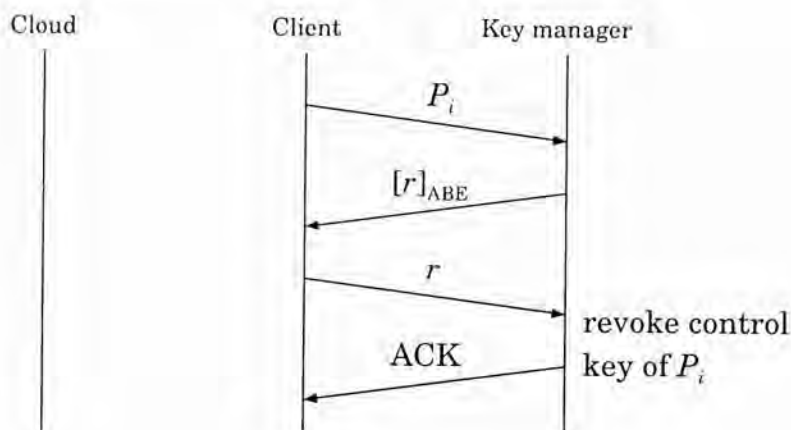 Cloud Client Key manager
P_i
[r]_ABE
r
revoke control
ACK key of P_i